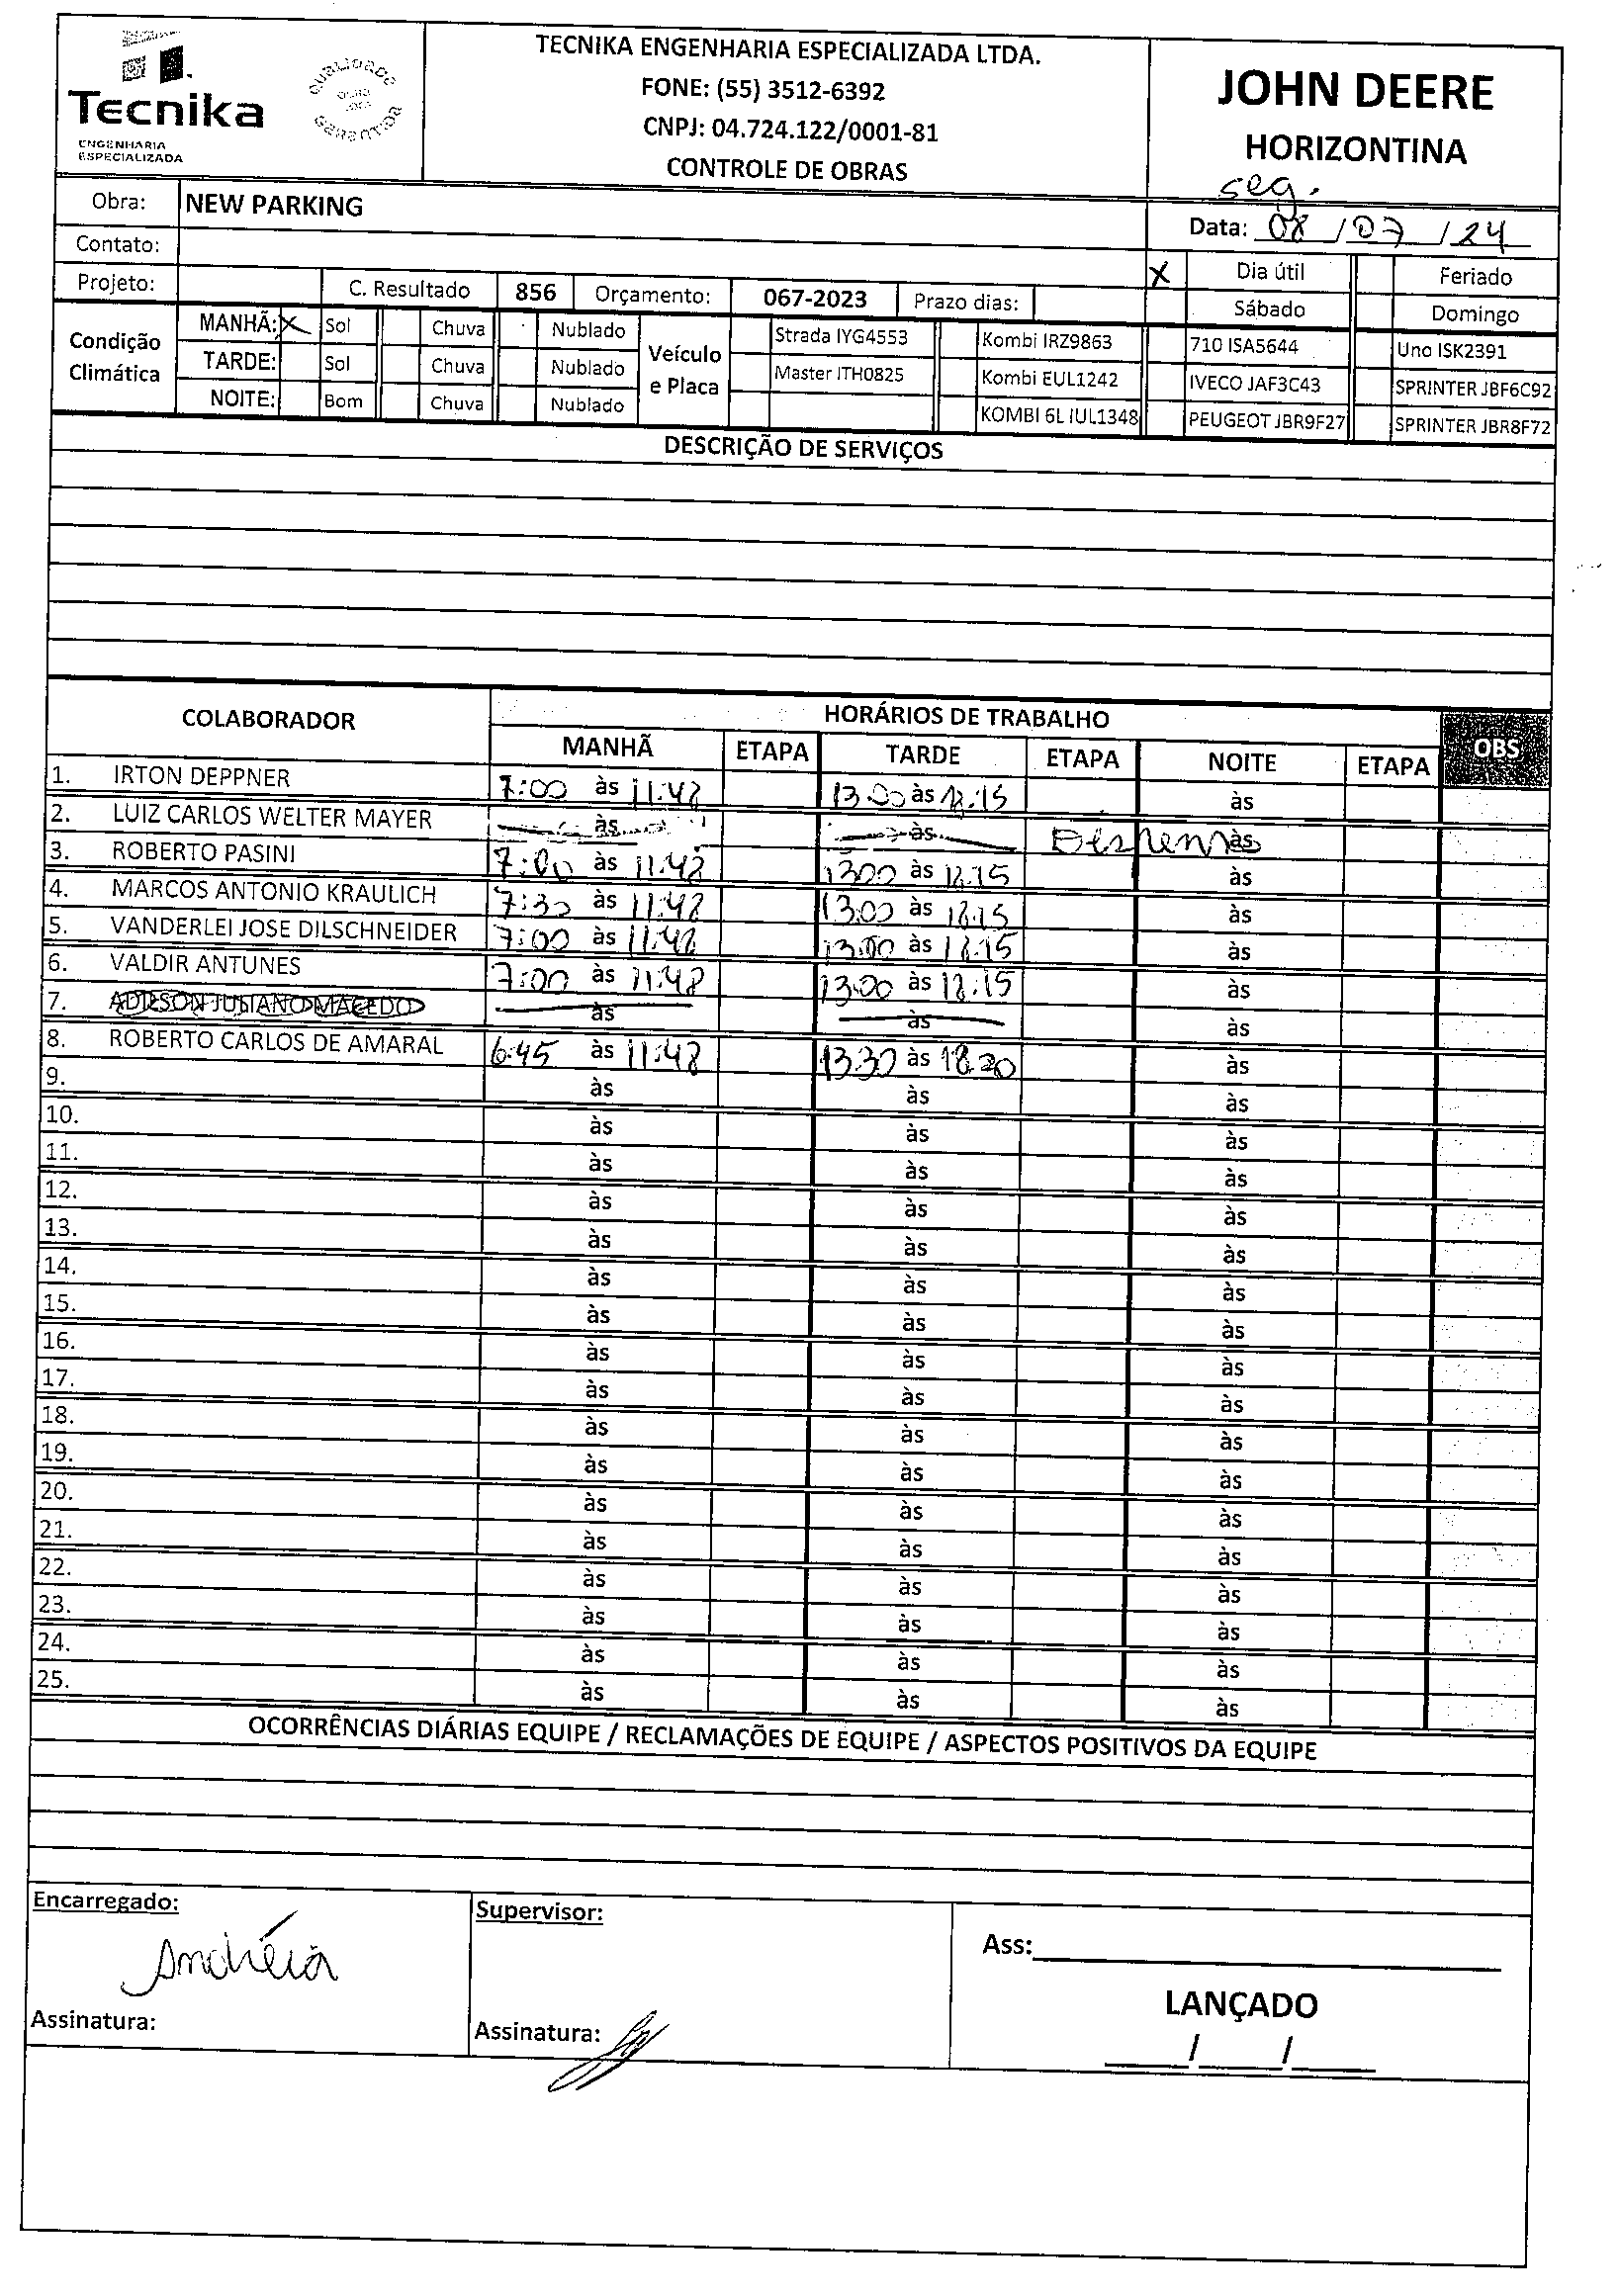 Tecnika
ENGENHARIA
ESPECIALIZADA
QUALIDADE
GARANTIDA
TECNIKA ENGENHARIA ESPECIALIZADA LTDA.
FONE: (55) 3512-6392
CNPJ: 04.724.122/0001-81
CONTROLE DE OBRAS
JOHN DEERE
HORIZONTINA
seg.
Obra: NEW PARKING
Data: 08 / 07 / 24
Contato:
X Dia útil Feriado
Projeto: C. Resultado 856 Orçamento: 067-2023 Prazo dias: Sábado Domingo
Condição Climática
MANHÃ: X Sol Chuva Nublado
TARDE: Sol Chuva Nublado
NOITE: Bom Chuva Nublado
Veículo e Placa
Strada IYG4553 Kombi IRZ9863 710 ISA5644 Uno ISK2391
Master ITH0825 Kombi EUL1242 IVECO JAF3C43 SPRINTER JBF6C92
KOMBI 6L IUL1348 PEUGEOT JBR9F27 SPRINTER JBR8F72
DESCRIÇÃO DE SERVIÇOS
COLABORADOR HORÁRIOS DE TRABALHO OBS
MANHÃ ETAPA TARDE ETAPA NOITE ETAPA
1. IRTON DEPPNER 7:00 às 11:48 13:00 às 18:15 às
2. LUIZ CARLOS WELTER MAYER às às às
3. ROBERTO PASINI 7:00 às 11:48 13:00 às 18:15 às
4. MARCOS ANTONIO KRAULICH 7:30 às 11:48 13:00 às 18:15 às
5. VANDERLEI JOSE DILSCHNEIDER 7:00 às 11:48 13:00 às 18:15 às
6. VALDIR ANTUNES 7:00 às 11:48 13:00 às 18:15 às
7. JULIANO MACEDO às às às
8. ROBERTO CARLOS DE AMARAL 6:45 às 11:48 13:30 às 18:20 às
9. às às às
10. às às às
11. às às às
12. às às às
13. às às às
14. às às às
15. às às às
16. às às às
17. às às às
18. às às às
19. às às às
20. às às às
21. às às às
22. às às às
23. às às às
24. às às às
25. às às às
OCORRÊNCIAS DIÁRIAS EQUIPE / RECLAMAÇÕES DE EQUIPE / ASPECTOS POSITIVOS DA EQUIPE
Encarregado: Supervisor:
Andréia
Ass:
LANÇADO
Assinatura: Assinatura:
/ /